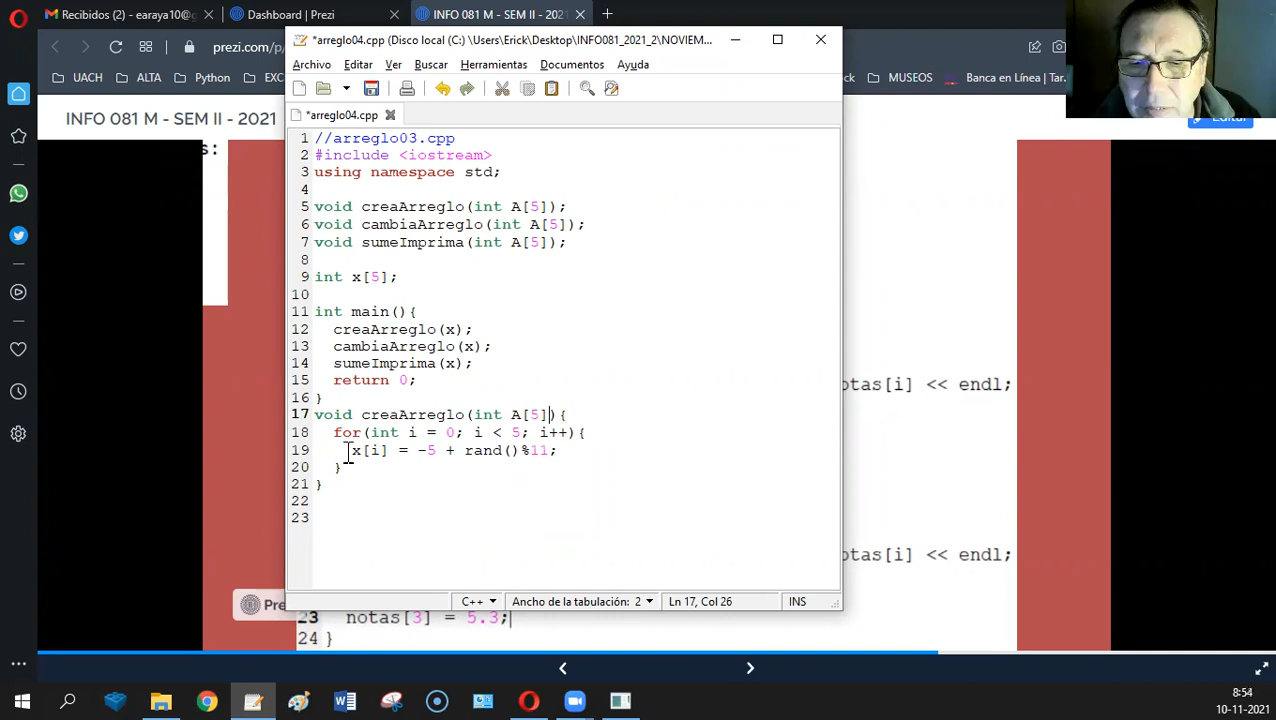 Recibidos (2) - earaya10@g
Dashboard | Prezi
INFO 081 M - SEM II - 2021
prezi.com/p/
UACH
ALTA
Python
EXC
ck
MUSEOS
Banca en Línea | Tar.
INFO 081 M - SEM II - 2021
Editar
s:
*arreglo04.cpp (Disco local (C:) \Users\Erick\Desktop\INFO081_2021_2\NOVIEM...
Archivo Editar Ver Buscar Herramientas Documentos Ayuda
*arreglo04.cpp
1 //arreglo03.cpp
2 #include <iostream>
3 using namespace std;
4
5 void creaArreglo(int A[5]);
6 void cambiaArreglo(int A[5]);
7 void sumeImprima(int A[5]);
8
9 int x[5];
10
11 int main(){
12 creaArreglo(x);
13 cambiaArreglo(x);
14 sumeImprima(x);
15 return 0;
16 }
17 void creaArreglo(int A[5]){
18 for(int i = 0; i < 5; i++){
19 x[i] = -5 + rand()%11;
20 }
21 }
22
23
C++
Ancho de la tabulación: 2
Ln 17, Col 26
INS
otas[i] << endl;
otas[i] << endl;
Prez
23 notas[3] = 5.3;
24 }
8:54
10-11-2021